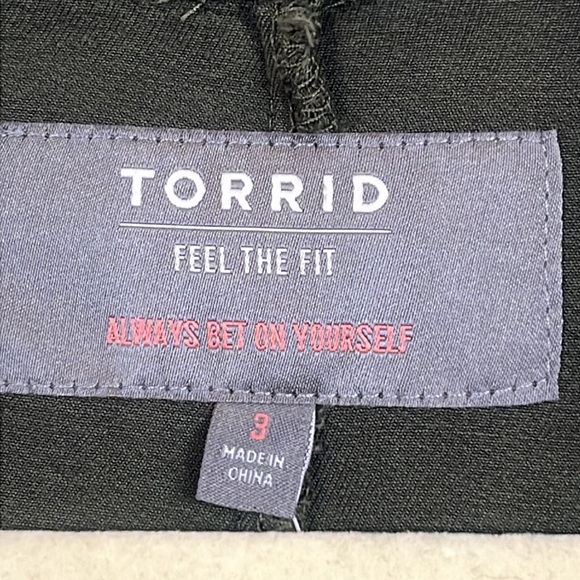 TORRID
FEEL THE FIT
ALWAYS BET ON YOURSELF
3
MADE IN
CHINA